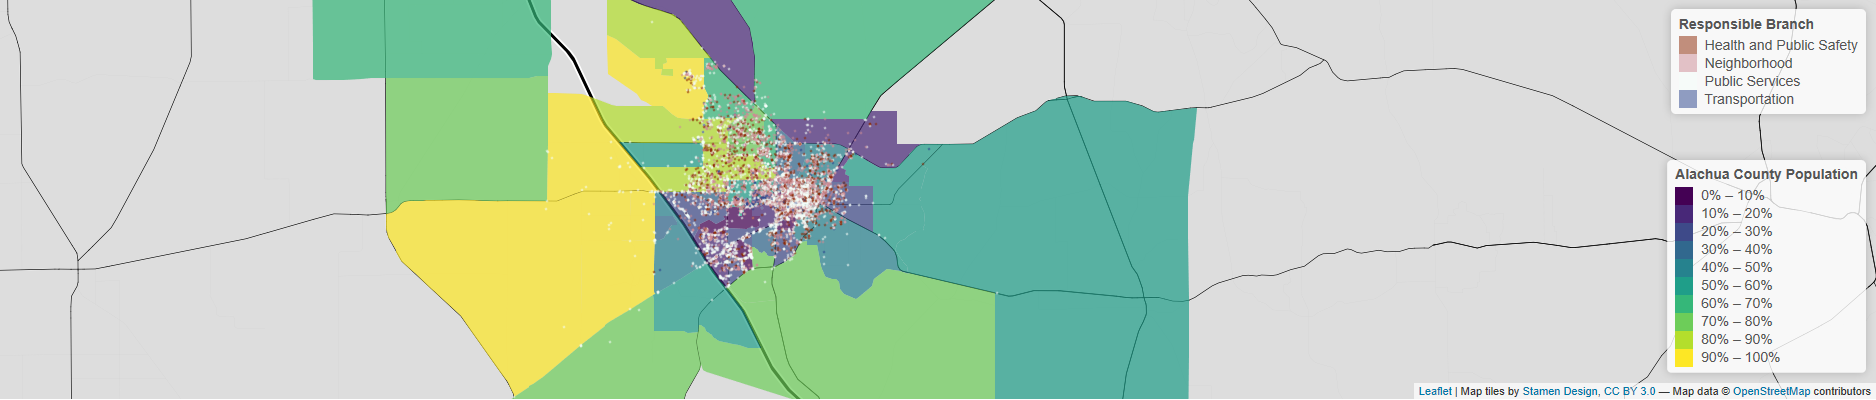 Responsible Branch
Health and Public Safety
Neighborhood
Public Services
Transportation
Alachua County Population
0% – 10%
10% – 20%
20% – 30%
30% – 40%
40% – 50%
50% – 60%
60% – 70%
70% – 80%
80% – 90%
90% – 100%
Leaflet | Map tiles by Stamen Design, CC BY 3.0 — Map data © OpenStreetMap contributors